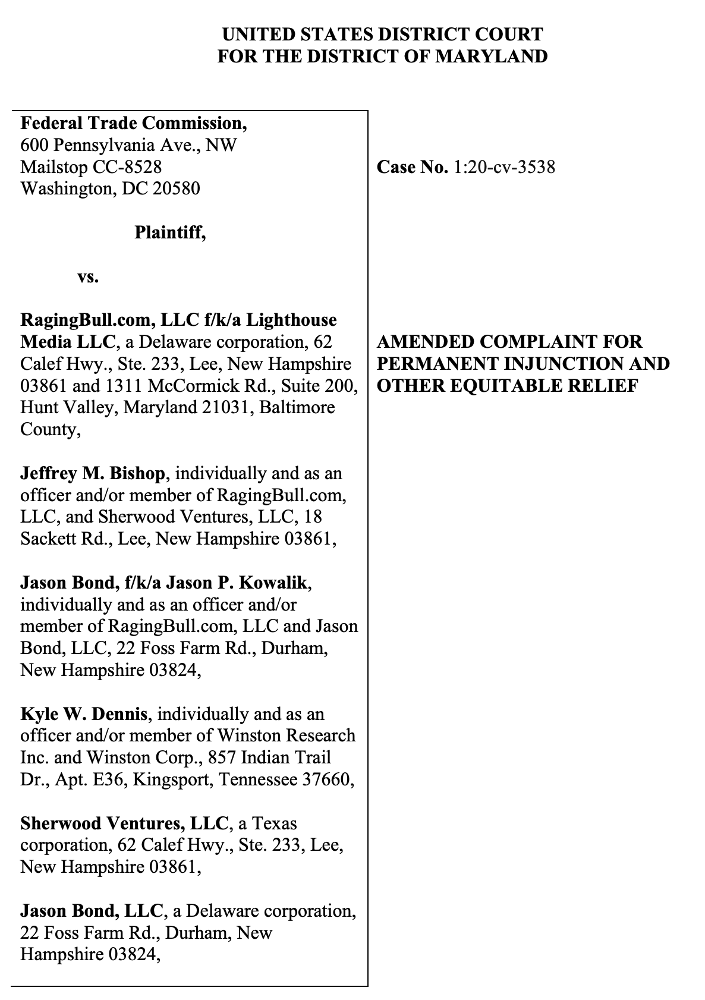 UNITED STATES DISTRICT COURT
FOR THE DISTRICT OF MARYLAND
Federal Trade Commission,
600 Pennsylvania Ave., NW
Mailstop CC-8528
Washington, DC 20580
Plaintiff,
vs.
RagingBull.com, LLC f/k/a Lighthouse
Media LLC, a Delaware corporation, 62
Calef Hwy., Ste. 233, Lee, New Hampshire
03861 and 1311 McCormick Rd., Suite 200,
Hunt Valley, Maryland 21031, Baltimore
County,
Jeffrey M. Bishop, individually and as an
officer and/or member of RagingBull.com,
LLC, and Sherwood Ventures, LLC, 18
Sackett Rd., Lee, New Hampshire 03861,
Jason Bond, f/k/a Jason P. Kowalik,
individually and as an officer and/or
member of RagingBull.com, LLC and Jason
Bond, LLC, 22 Foss Farm Rd., Durham,
New Hampshire 03824,
Kyle W. Dennis, individually and as an
officer and/or member of Winston Research
Inc. and Winston Corp., 857 Indian Trail
Dr., Apt. E36, Kingsport, Tennessee 37660,
Sherwood Ventures, LLC, a Texas
corporation, 62 Calef Hwy., Ste. 233, Lee,
New Hampshire 03861,
Jason Bond, LLC, a Delaware corporation,
22 Foss Farm Rd., Durham, New
Hampshire 03824,
Case No. 1:20-cv-3538
AMENDED COMPLAINT FOR
PERMANENT INJUNCTION AND
OTHER EQUITABLE RELIEF